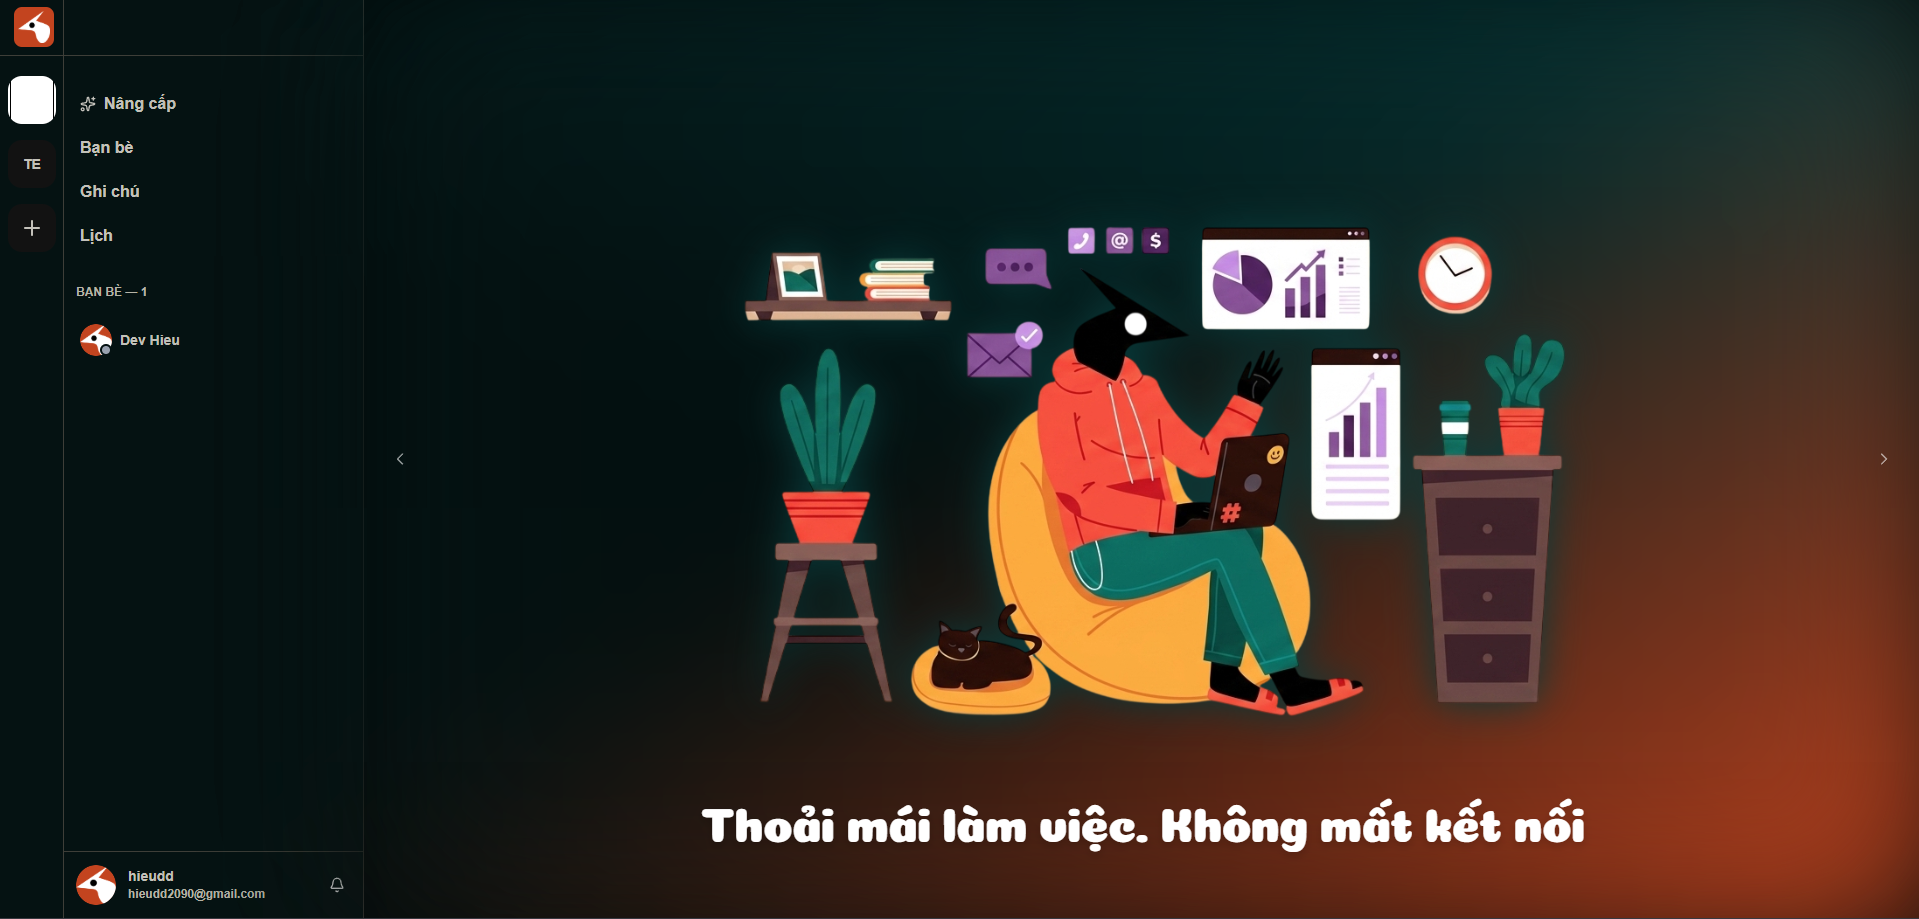 Nâng cấp
Bạn bè
TE
Ghi chú
Lịch
BẠN BÈ — 1
Dev Hieu
@ $
#
Thoải mái làm việc. Không mất kết nối
hieudd
hieudd2090@gmail.com